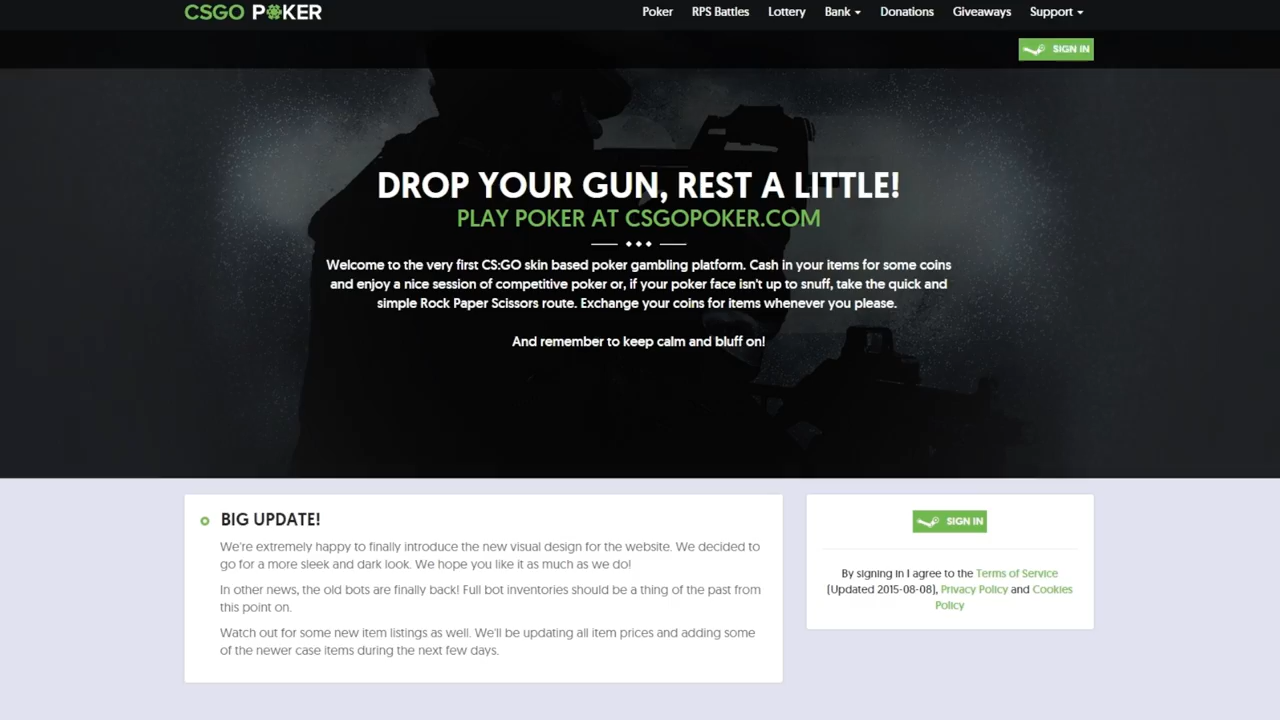 CSGO POKER
Poker RPS Battles Lottery Bank Donations Giveaways Support
SIGN IN
DROP YOUR GUN, REST A LITTLE!
PLAY POKER AT CSGOPOKER.COM
Welcome to the very first CS:GO skin based poker gambling platform. Cash in your items for some coins
and enjoy a nice session of competitive poker or, if your poker face isn't up to snuff, take the quick and
simple Rock Paper Scissors route. Exchange your coins for items whenever you please.
And remember to keep calm and bluff on!
BIG UPDATE!
We're extremely happy to finally introduce the new visual design for the website. We decided to
go for a more sleek and dark look. We hope you like it as much as we do!
In other news, the old bots are finally back! Full bot inventories should be a thing of the past from
this point on.
Watch out for some new item listings as well. We'll be updating all item prices and adding some
of the newer case items during the next few days.
SIGN IN
By signing in I agree to the Terms of Service
(Updated 2015-08-08), Privacy Policy and Cookies
Policy